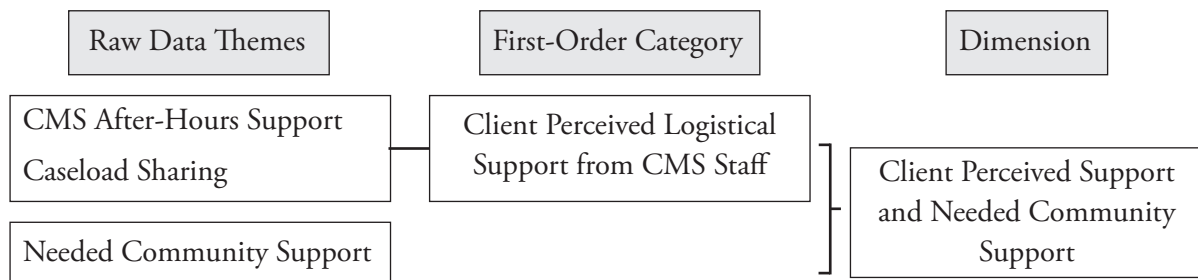 Raw Data Themes
First-Order Category
Dimension
CMS After-Hours Support
Caseload Sharing
Client Perceived Logistical
Support from CMS Staff
Needed Community Support
Client Perceived Support
and Needed Community
Support